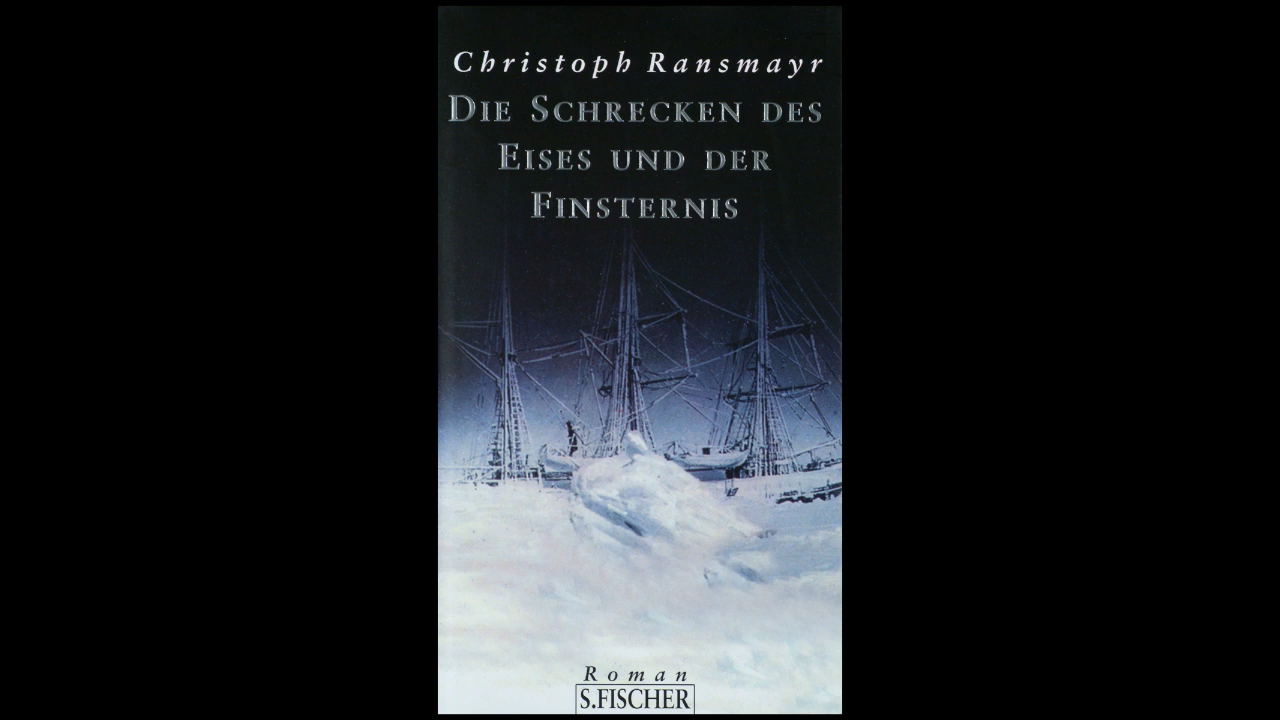 Christoph Ransmayr
DIE SCHRECKEN DES
EISES UND DER
FINSTERNIS
Roman
S.FISCHER